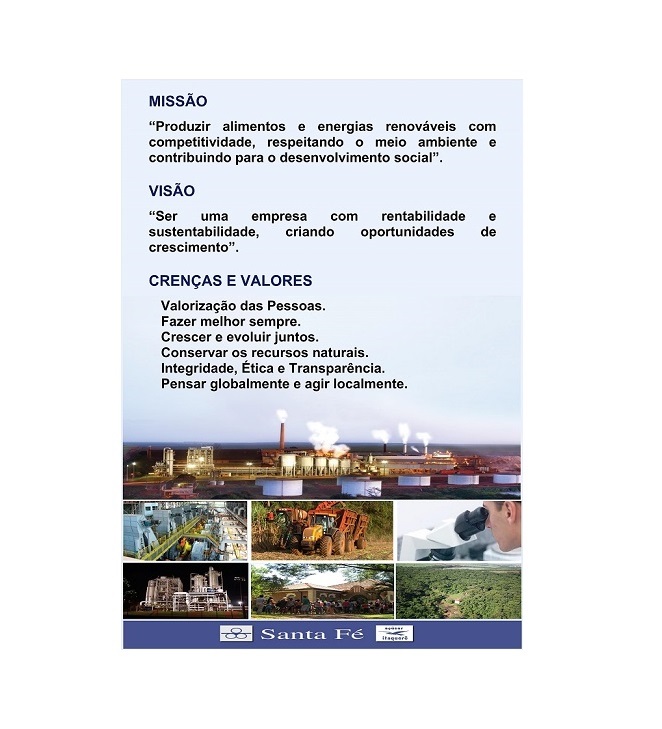 MISSÃO
“Produzir alimentos e energias renováveis com
competitividade, respeitando o meio ambiente e
contribuindo para o desenvolvimento social”.
VISÃO
“Ser uma empresa com rentabilidade e
sustentabilidade, criando oportunidades de
crescimento”.
CRENÇAS E VALORES
Valorização das Pessoas.
Fazer melhor sempre.
Crescer e evoluir juntos.
Conservar os recursos naturais.
Integridade, Ética e Transparência.
Pensar globalmente e agir localmente.
Santa Fé
açúcar
itaquerê